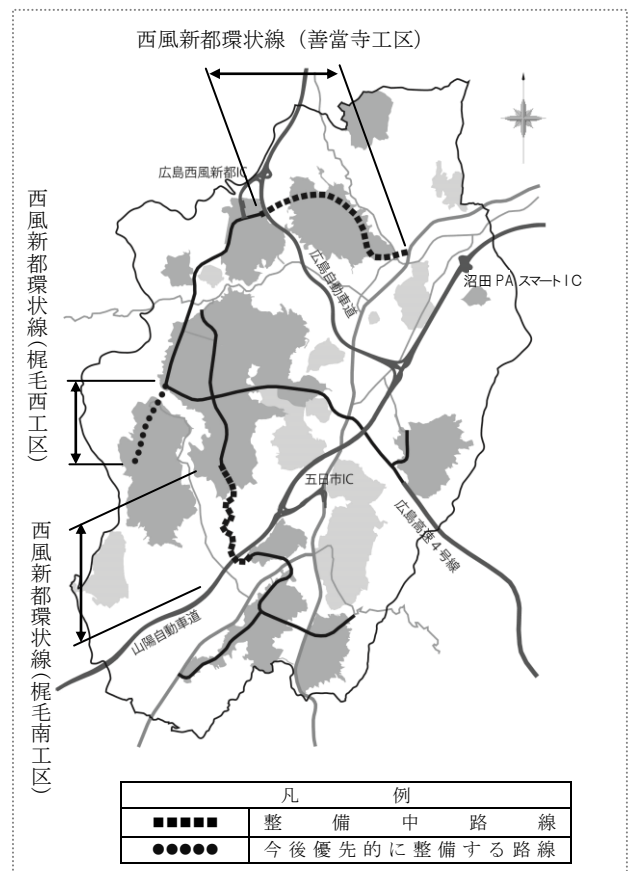 西風新都環状線（善當寺工区）
広島西風新都IC
広島自動車道
沼田PAスマートIC
西風新都環状線（梶毛西工区）
五日市IC
広島高速4号線
西風新都環状線（梶毛南工区）
山陽自動車道
凡例
整備中路線
今後優先的に整備する路線